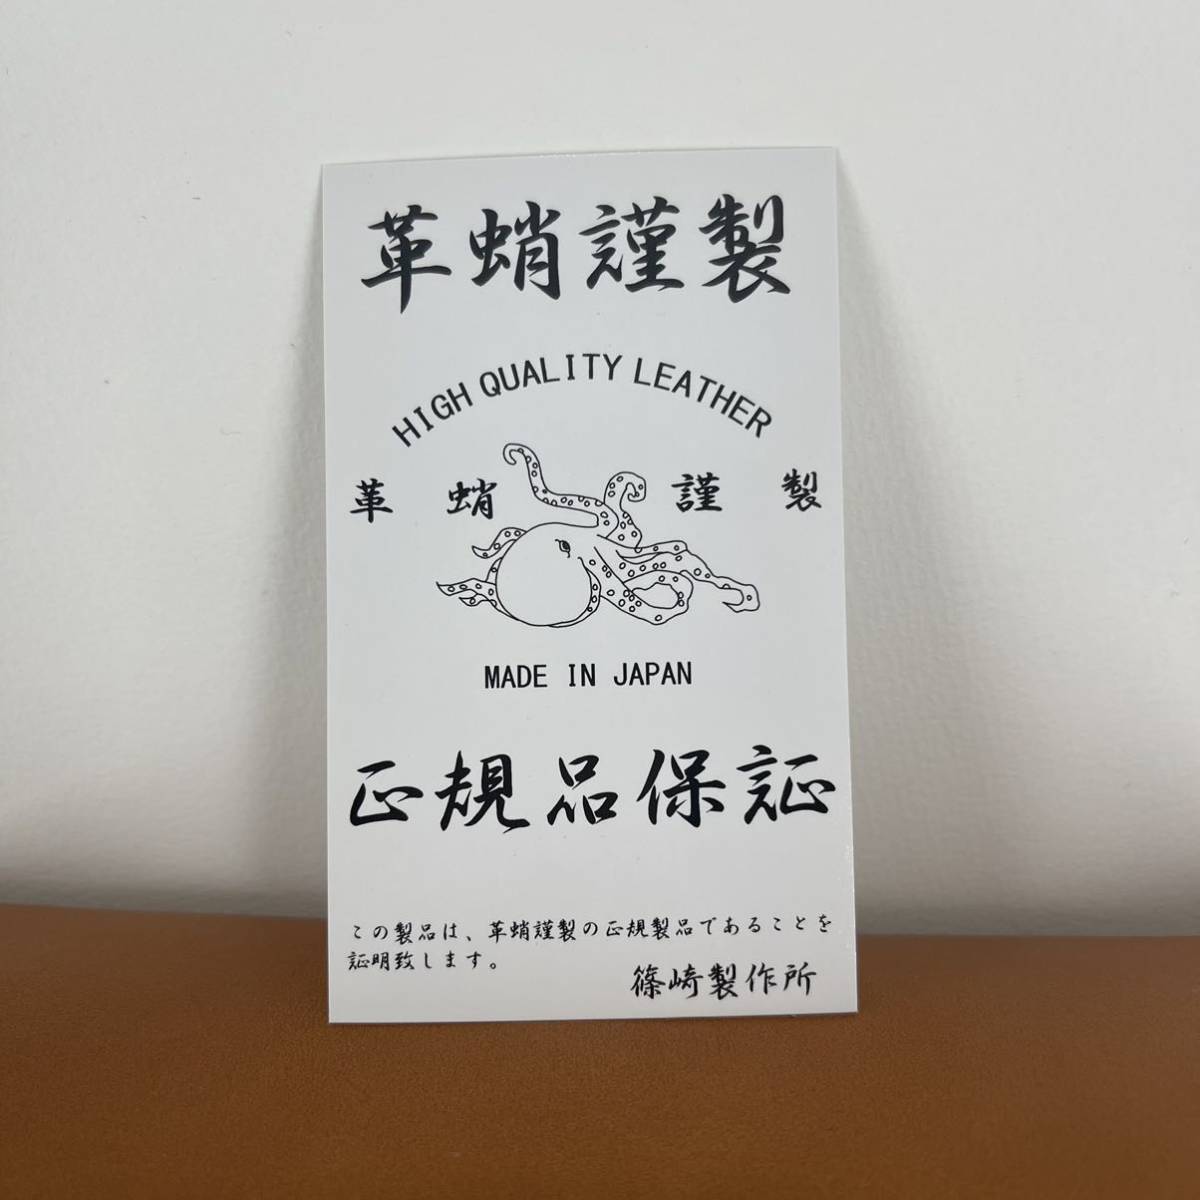 革蛸謹製
HIGH QUALITY LEATHER
革蛸謹製
MADE IN JAPAN
正規品保証
この製品は、革蛸謹製の正規製品であることを
証明致します。
篠崎製作所